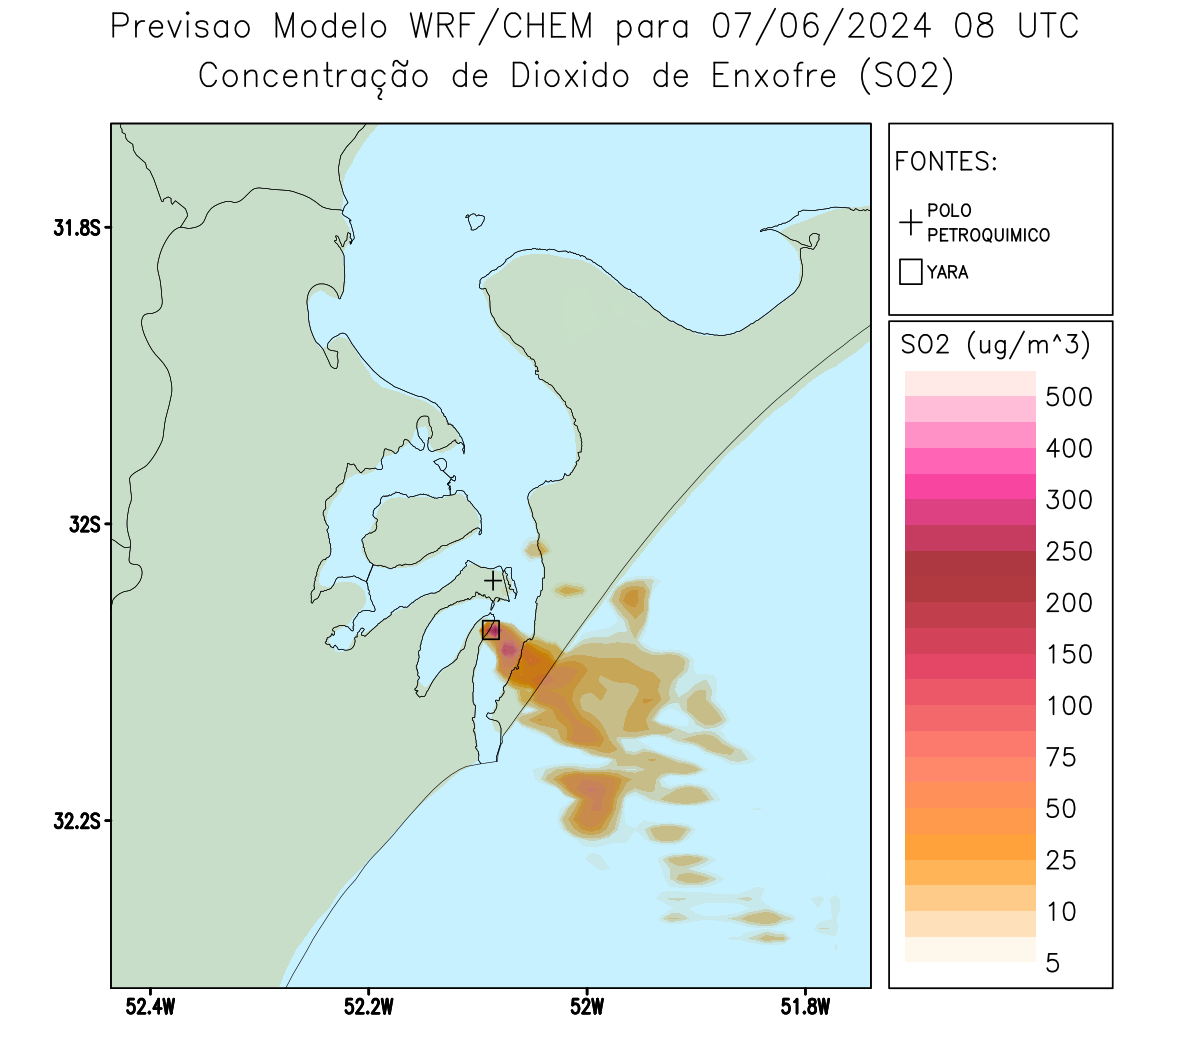 Previsao Modelo WRF/CHEM para 07/06/2024 08 UTC
Concentração de Dioxido de Enxofre (SO2)
FONTES:
POLO
PETROQUIMICO
YARA
31.8S
32S
32.2S
52.4W
52.2W
52W
51.8W
SO2 (ug/m^3)
500
400
300
250
200
150
100
75
50
25
10
5